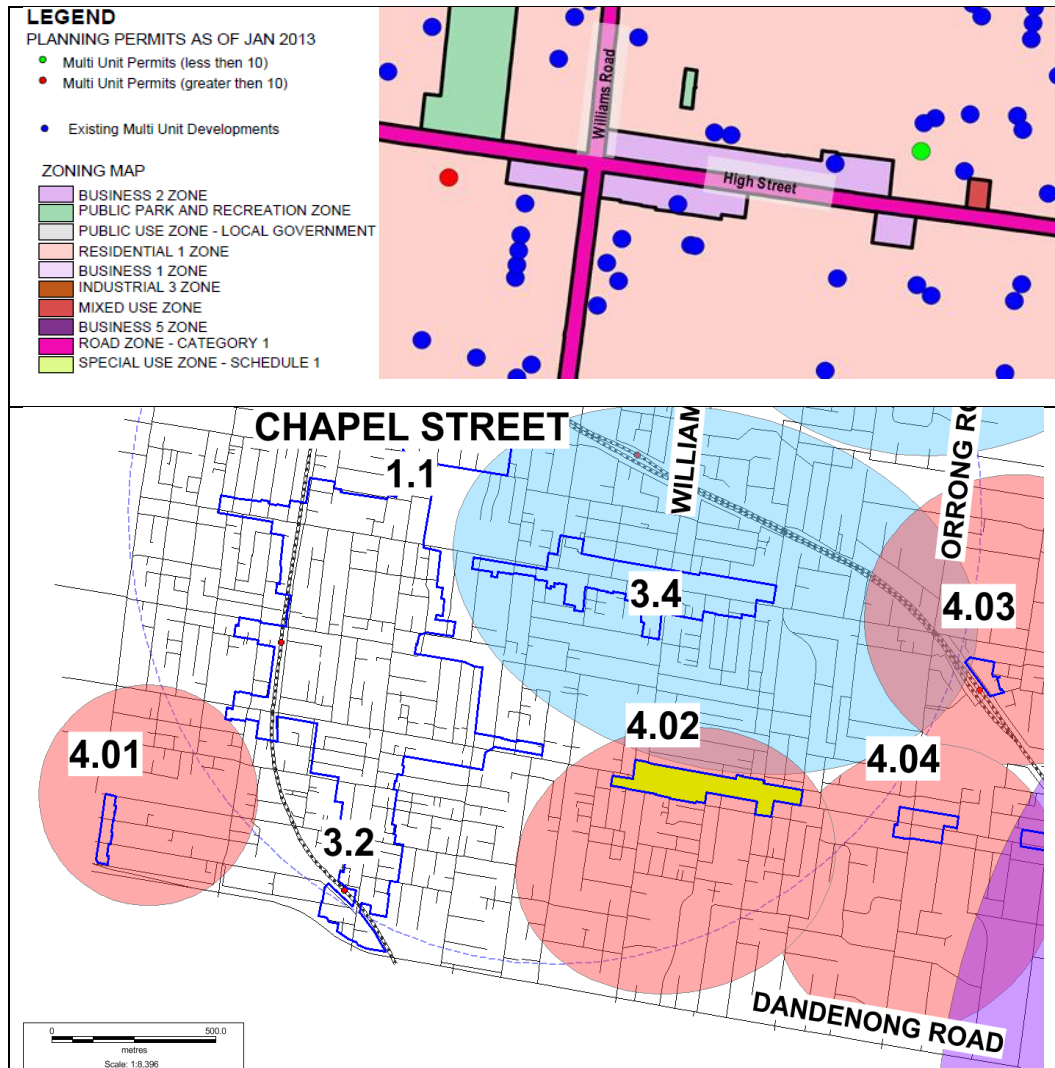 LEGEND
PLANNING PERMITS AS OF JAN 2013
Multi Unit Permits (less then 10)
Multi Unit Permits (greater then 10)
Existing Multi Unit Developments
ZONING MAP
BUSINESS 2 ZONE
PUBLIC PARK AND RECREATION ZONE
PUBLIC USE ZONE - LOCAL GOVERNMENT
RESIDENTIAL 1 ZONE
BUSINESS 1 ZONE
INDUSTRIAL 3 ZONE
MIXED USE ZONE
BUSINESS 5 ZONE
ROAD ZONE - CATEGORY 1
SPECIAL USE ZONE - SCHEDULE 1
Williams Road
High Street
CHAPEL STREET
1.1
WILLIAM
ORRONG RO
3.4
4.03
4.02
4.01
4.04
3.2
DANDENONG ROAD
0 500.0
metres
Scale: 1:8,396